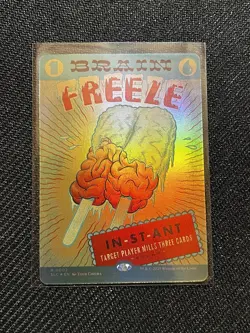 BRAIN
FREEZE
IN-ST-ANT
TARGET PLAYER MILLS THREE CARDS